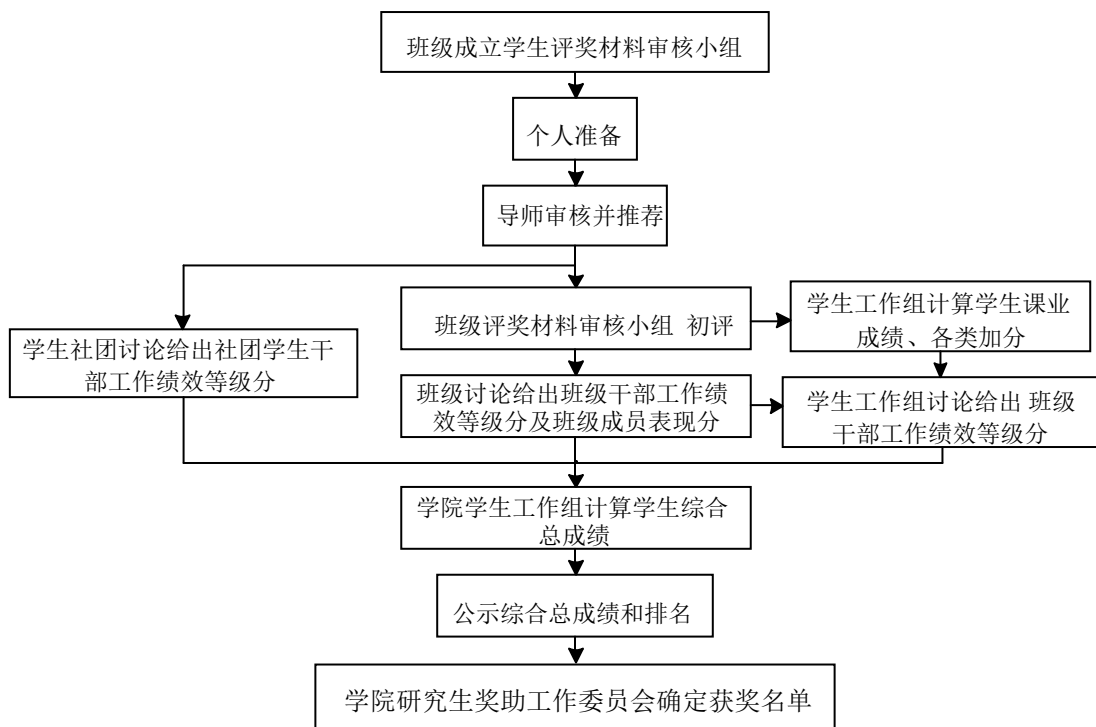 班级成立学生评奖材料审核小组
个人准备
导师审核并推荐
班级评奖材料审核小组 初评
学生工作组计算学生课业
成绩、各类加分
学生社团讨论给出社团学生干
部工作绩效等级分
班级讨论给出班级干部工作绩
效等级分及班级成员表现分
学生工作组讨论给出 班级
干部工作绩效等级分
学院学生工作组计算学生综合
总成绩
公示综合总成绩和排名
学院研究生奖助工作委员会确定获奖名单